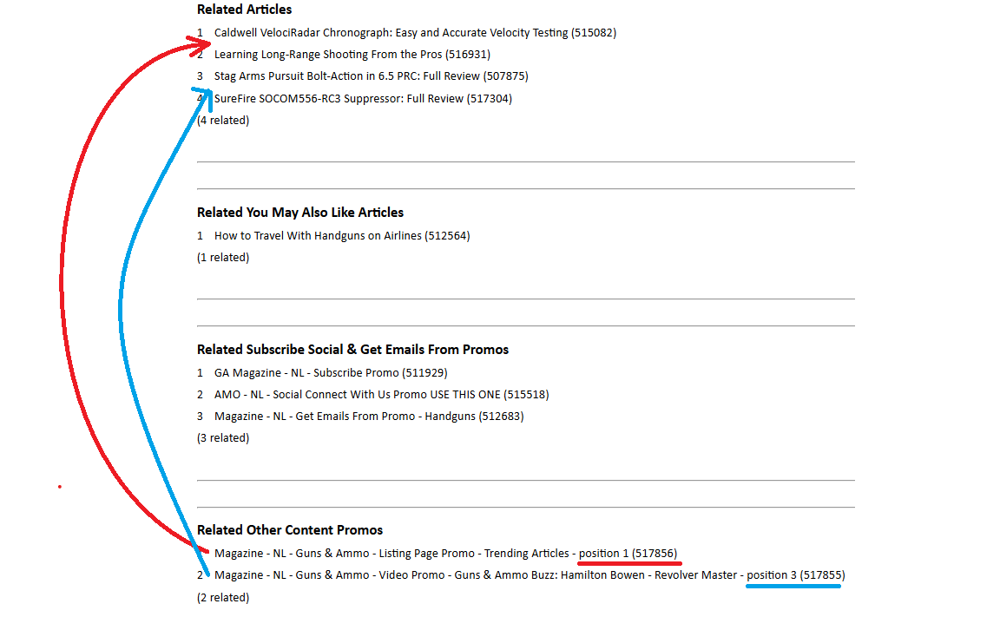 Related Articles
1 Caldwell VelociRadar Chronograph: Easy and Accurate Velocity Testing (515082)
2 Learning Long-Range Shooting From the Pros (516931)
3 Stag Arms Pursuit Bolt-Action in 6.5 PRC: Full Review (507875)
4 SureFire SOCOM556-RC3 Suppressor: Full Review (517304)
(4 related)
Related You May Also Like Articles
1 How to Travel With Handguns on Airlines (512564)
(1 related)
Related Subscribe Social & Get Emails From Promos
1 GA Magazine - NL - Subscribe Promo (511929)
2 AMO - NL - Social Connect With Us Promo USE THIS ONE (515518)
3 Magazine - NL - Get Emails From Promo - Handguns (512683)
(3 related)
Related Other Content Promos
Magazine - NL - Guns & Ammo - Listing Page Promo - Trending Articles - position 1 (517856)
2 Magazine - NL - Guns & Ammo - Video Promo - Guns & Ammo Buzz: Hamilton Bowen - Revolver Master - position 3 (517855)
(2 related)